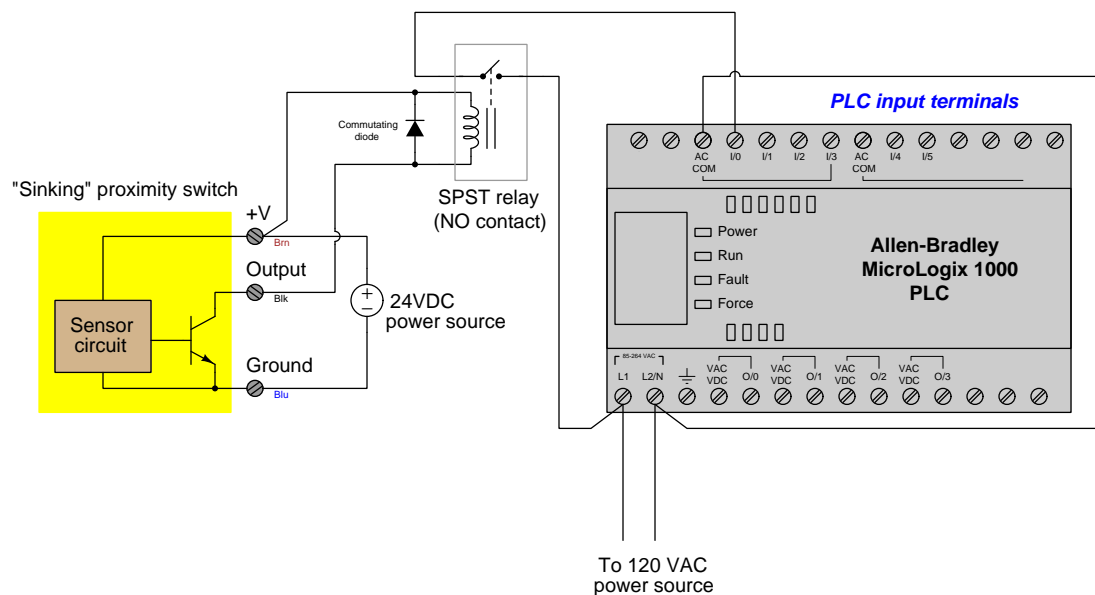 PLC input terminals
Commutating
diode
AC
COM
I/0
I/1
I/2
I/3
AC
COM
I/4
I/5
SPST relay
(NO contact)
"Sinking" proximity switch
+V
Brn
Output
Blk
Ground
Blu
Sensor
circuit
+
−
24VDC
power source
Power
Run
Fault
Force
Allen-Bradley
MicroLogix 1000
PLC
85-264 VAC
L1
L2/N
VAC
VDC
O/0
VAC
VDC
O/1
VAC
VDC
O/2
VAC
VDC
O/3
To 120 VAC
power source